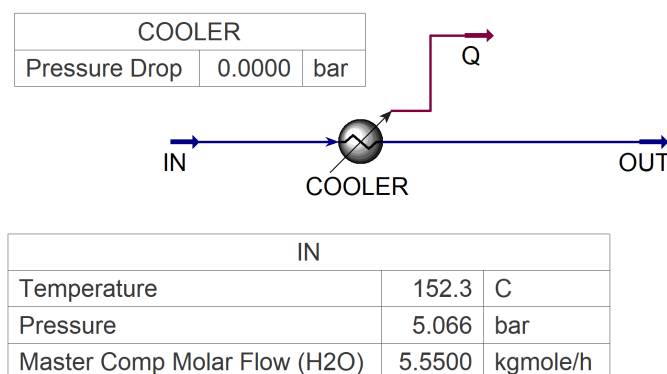 COOLER
Pressure Drop 0.0000 bar
Q
IN
OUT
COOLER
IN
Temperature 152.3 C
Pressure 5.066 bar
Master Comp Molar Flow (H2O) 5.5500 kgmole/h